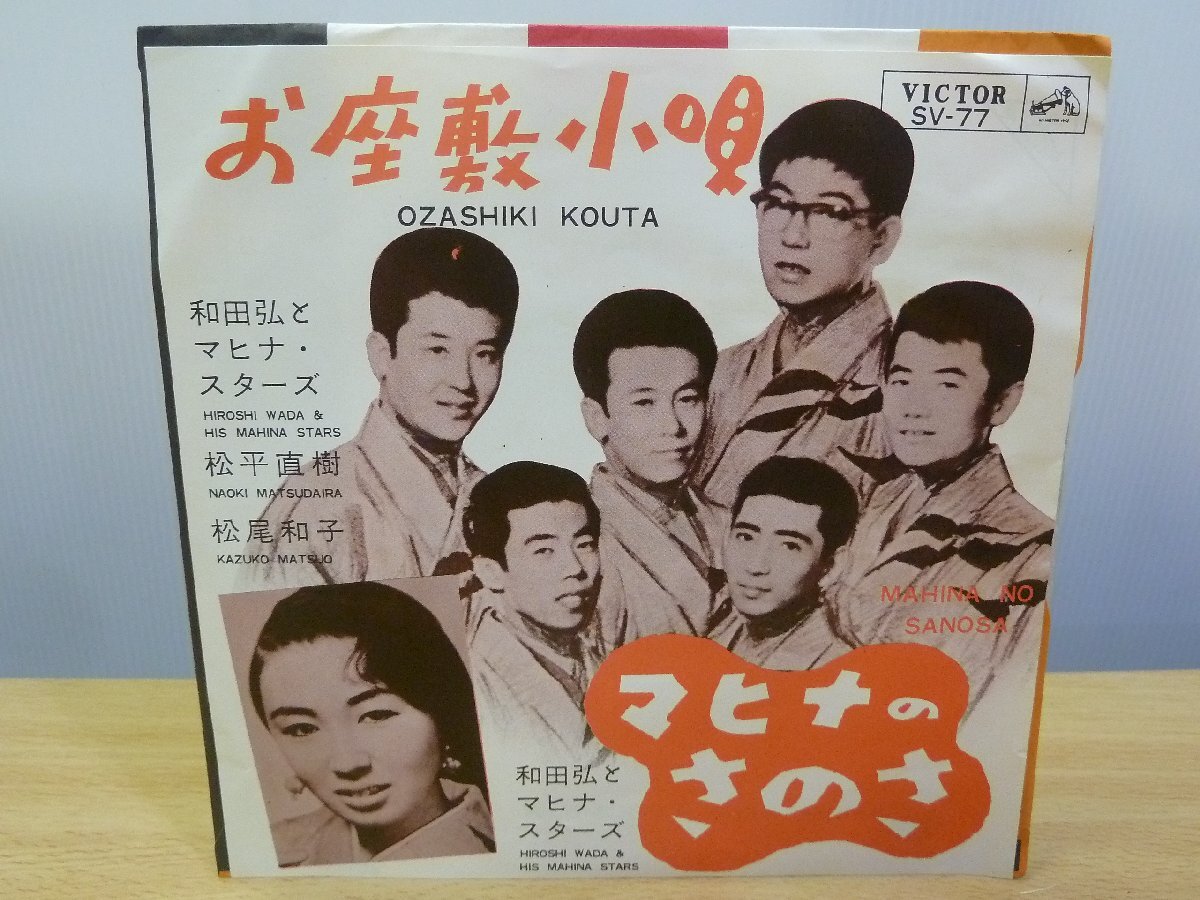 お座敷小唄
OZASHIKI KOUTA
VICTOR
SV-77
和田弘と
マヒナ・
スターズ
HIROSHI WADA &
HIS MAHINA STARS
松平直樹
NAOKI MATSUDAIRA
松尾和子
KAZUKO MATSUO
MAHINA NO
SANOSA
マヒナの
さのさ
和田弘と
マヒナ・
スターズ
HIROSHI WADA &
HIS MAHINA STARS